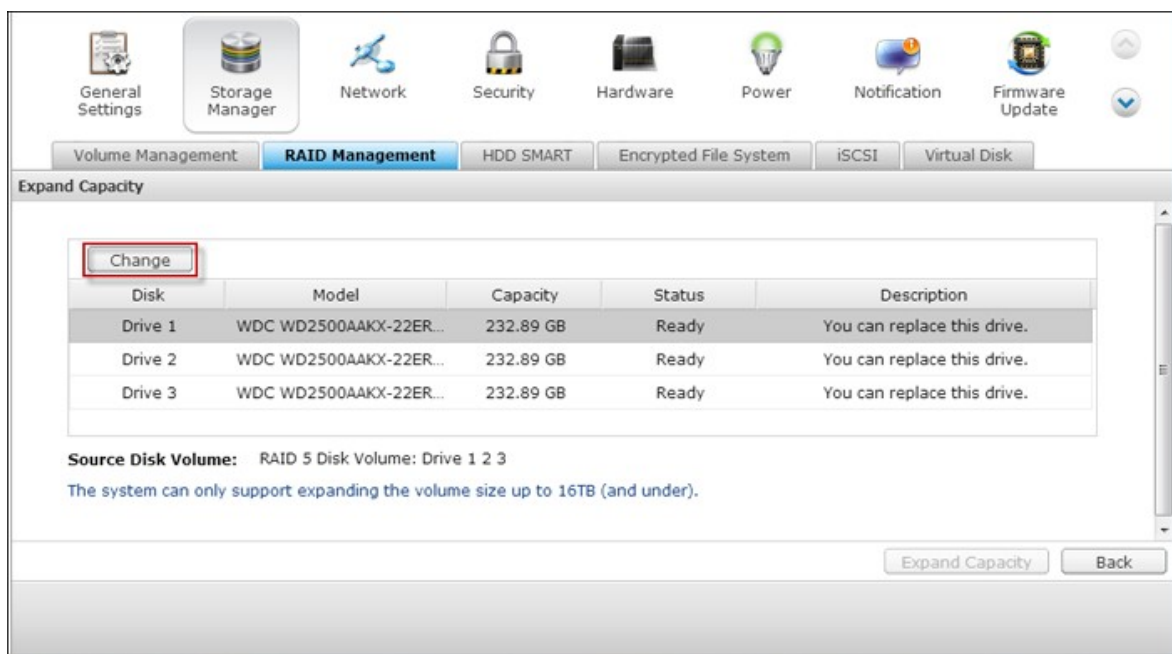 General Settings Storage Manager Network Security Hardware Power Notification Firmware Update
Volume Management RAID Management HDD SMART Encrypted File System iSCSI Virtual Disk
Expand Capacity
Change
Disk Model Capacity Status Description
Drive 1 WDC WD2500AAKX-22ER... 232.89 GB Ready You can replace this drive.
Drive 2 WDC WD2500AAKX-22ER... 232.89 GB Ready You can replace this drive.
Drive 3 WDC WD2500AAKX-22ER... 232.89 GB Ready You can replace this drive.
Source Disk Volume: RAID 5 Disk Volume: Drive 1 2 3
The system can only support expanding the volume size up to 16TB (and under).
Expand Capacity Back